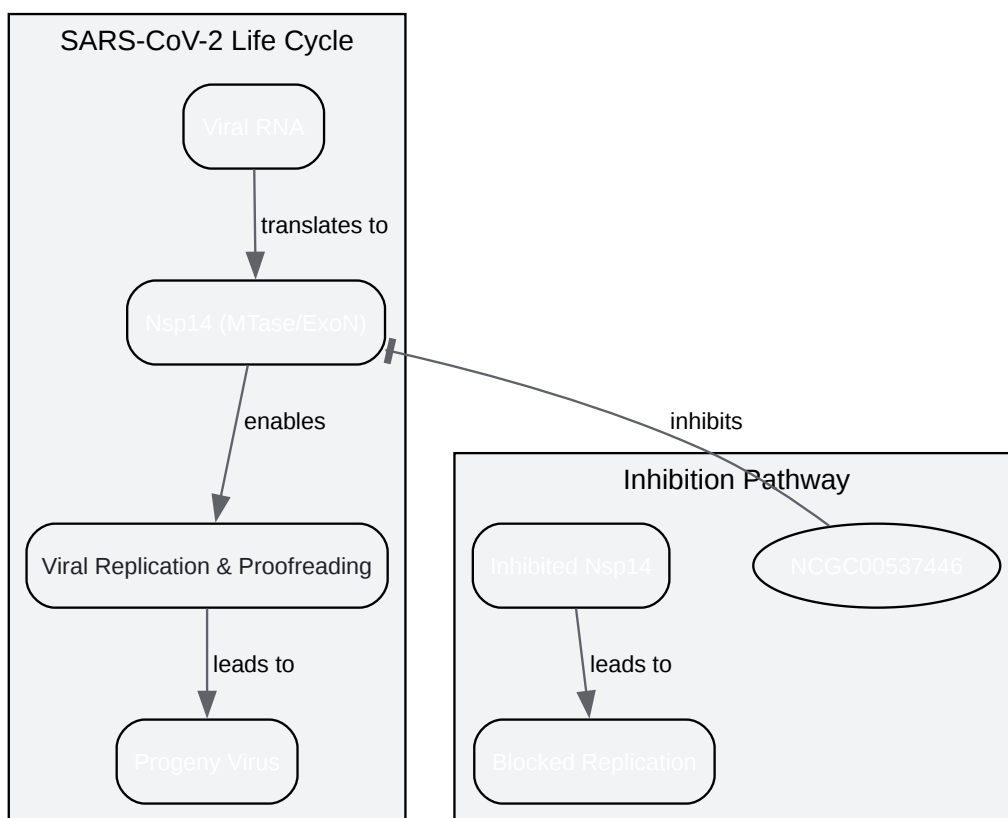 SARS-CoV-2 Life Cycle
Viral RNA
translates to
Nsp14 (MTase/ExoN)
enables
inhibits
Viral Replication & Proofreading
leads to
Progeny Virus
Inhibition Pathway
Inhibited Nsp14
NCGC00537446
leads to
Blocked Replication